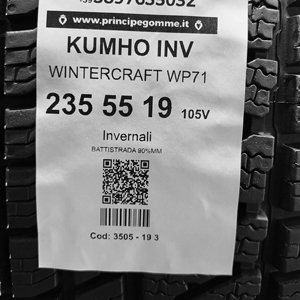 www.principegomme.it
KUMHO INV
WINTERCRAFT WP71
235 55 19 105V
Invernali
BATTISTRADA 90%MM
Cod: 3505 - 19 3